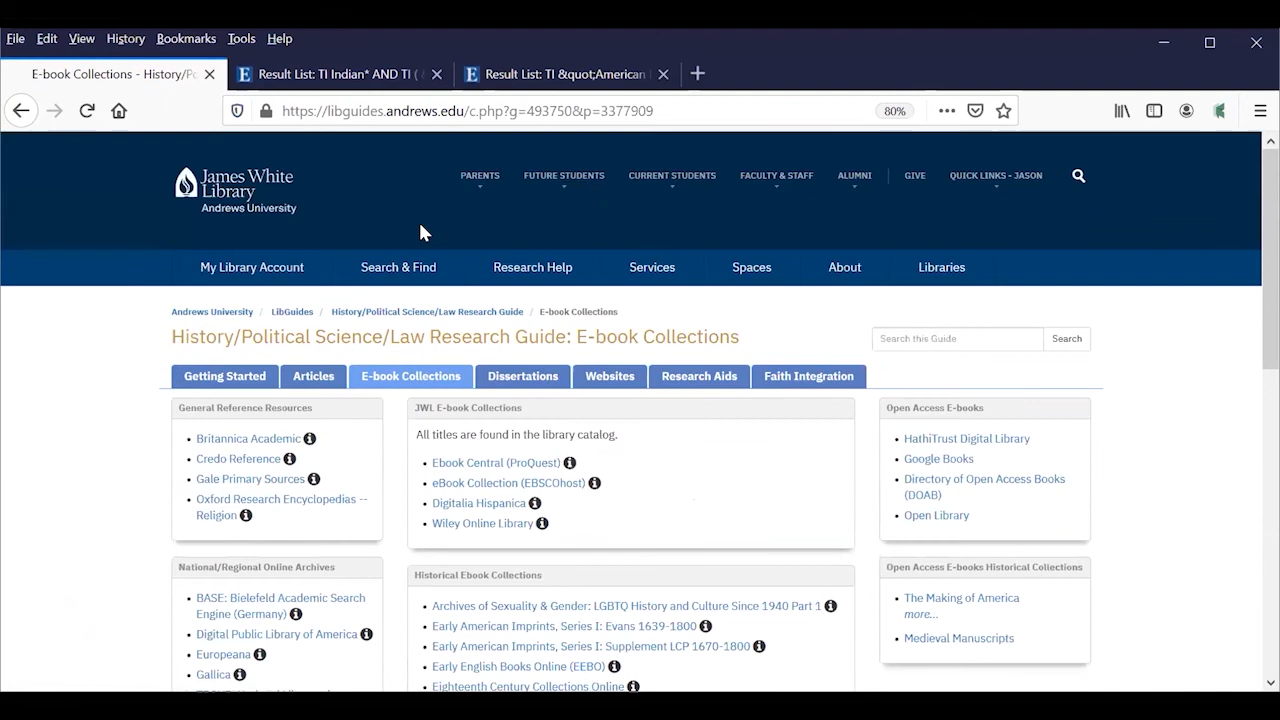 File Edit View History Bookmarks Tools Help
E-book Collections - History/Po
Result List: TI Indian* AND TI ( &
Result List: TI &quot;American
https://libguides.andrews.edu/c.php?g=493750&p=3377909
80%
James White
Library
Andrews University
PARENTS
FUTURE STUDENTS
CURRENT STUDENTS
FACULTY & STAFF
ALUMNI
GIVE
QUICK LINKS - JASON
My Library Account
Search & Find
Research Help
Services
Spaces
About
Libraries
Andrews University / LibGuides / History/Political Science/Law Research Guide / E-book Collections
History/Political Science/Law Research Guide: E-book Collections
Search this Guide
Search
Getting Started
Articles
E-book Collections
Dissertations
Websites
Research Aids
Faith Integration
General Reference Resources
Britannica Academic
Credo Reference
Gale Primary Sources
Oxford Research Encyclopedias --
Religion
National/Regional Online Archives
BASE: Bielefeld Academic Search
Engine (Germany)
Digital Public Library of America
Europeana
Gallica
JWL E-book Collections
All titles are found in the library catalog.
Ebook Central (ProQuest)
eBook Collection (EBSCOhost)
Digitalia Hispanica
Wiley Online Library
Historical Ebook Collections
Archives of Sexuality & Gender: LGBTQ History and Culture Since 1940 Part 1
Early American Imprints, Series I: Evans 1639-1800
Early American Imprints, Series I: Supplement LCP 1670-1800
Early English Books Online (EEBO)
Eighteenth Century Collections Online
Open Access E-books
HathiTrust Digital Library
Google Books
Directory of Open Access Books
(DOAB)
Open Library
Open Access E-books Historical Collections
The Making of America
more...
Medieval Manuscripts